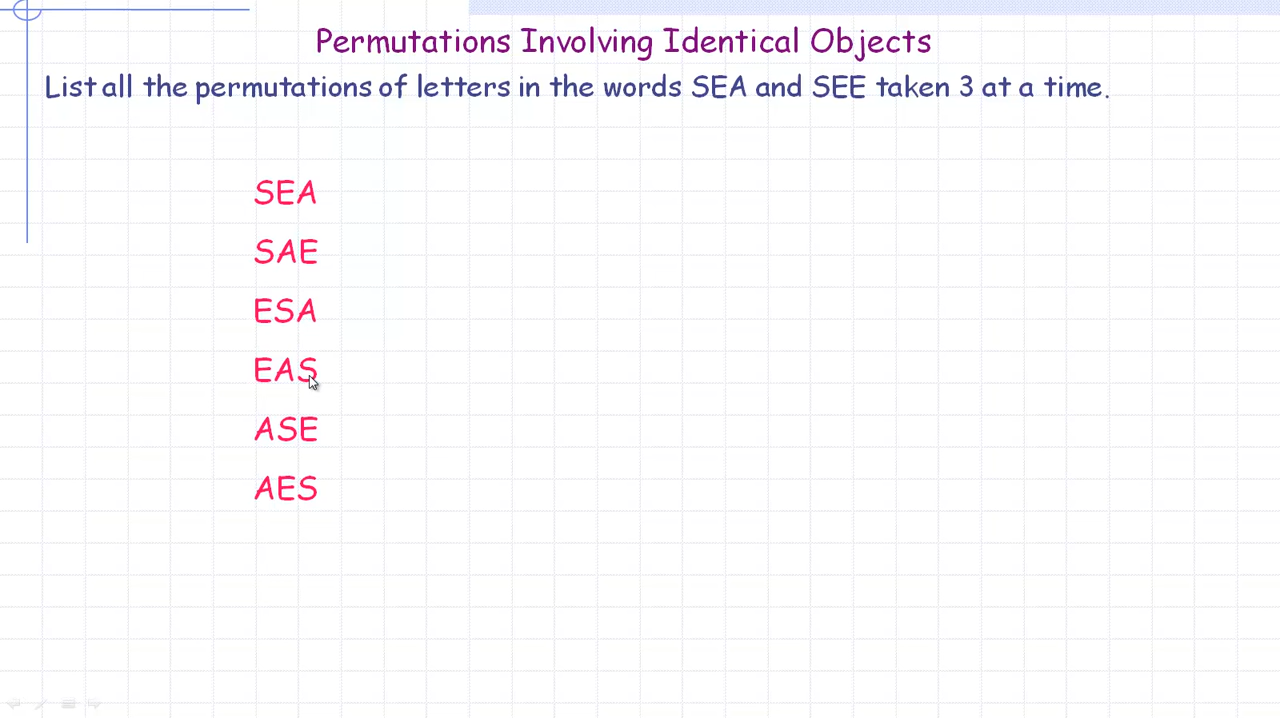 Permutations Involving Identical Objects
List all the permutations of letters in the words SEA and SEE taken 3 at a time.
SEA
SAE
ESA
EAS
ASE
AES